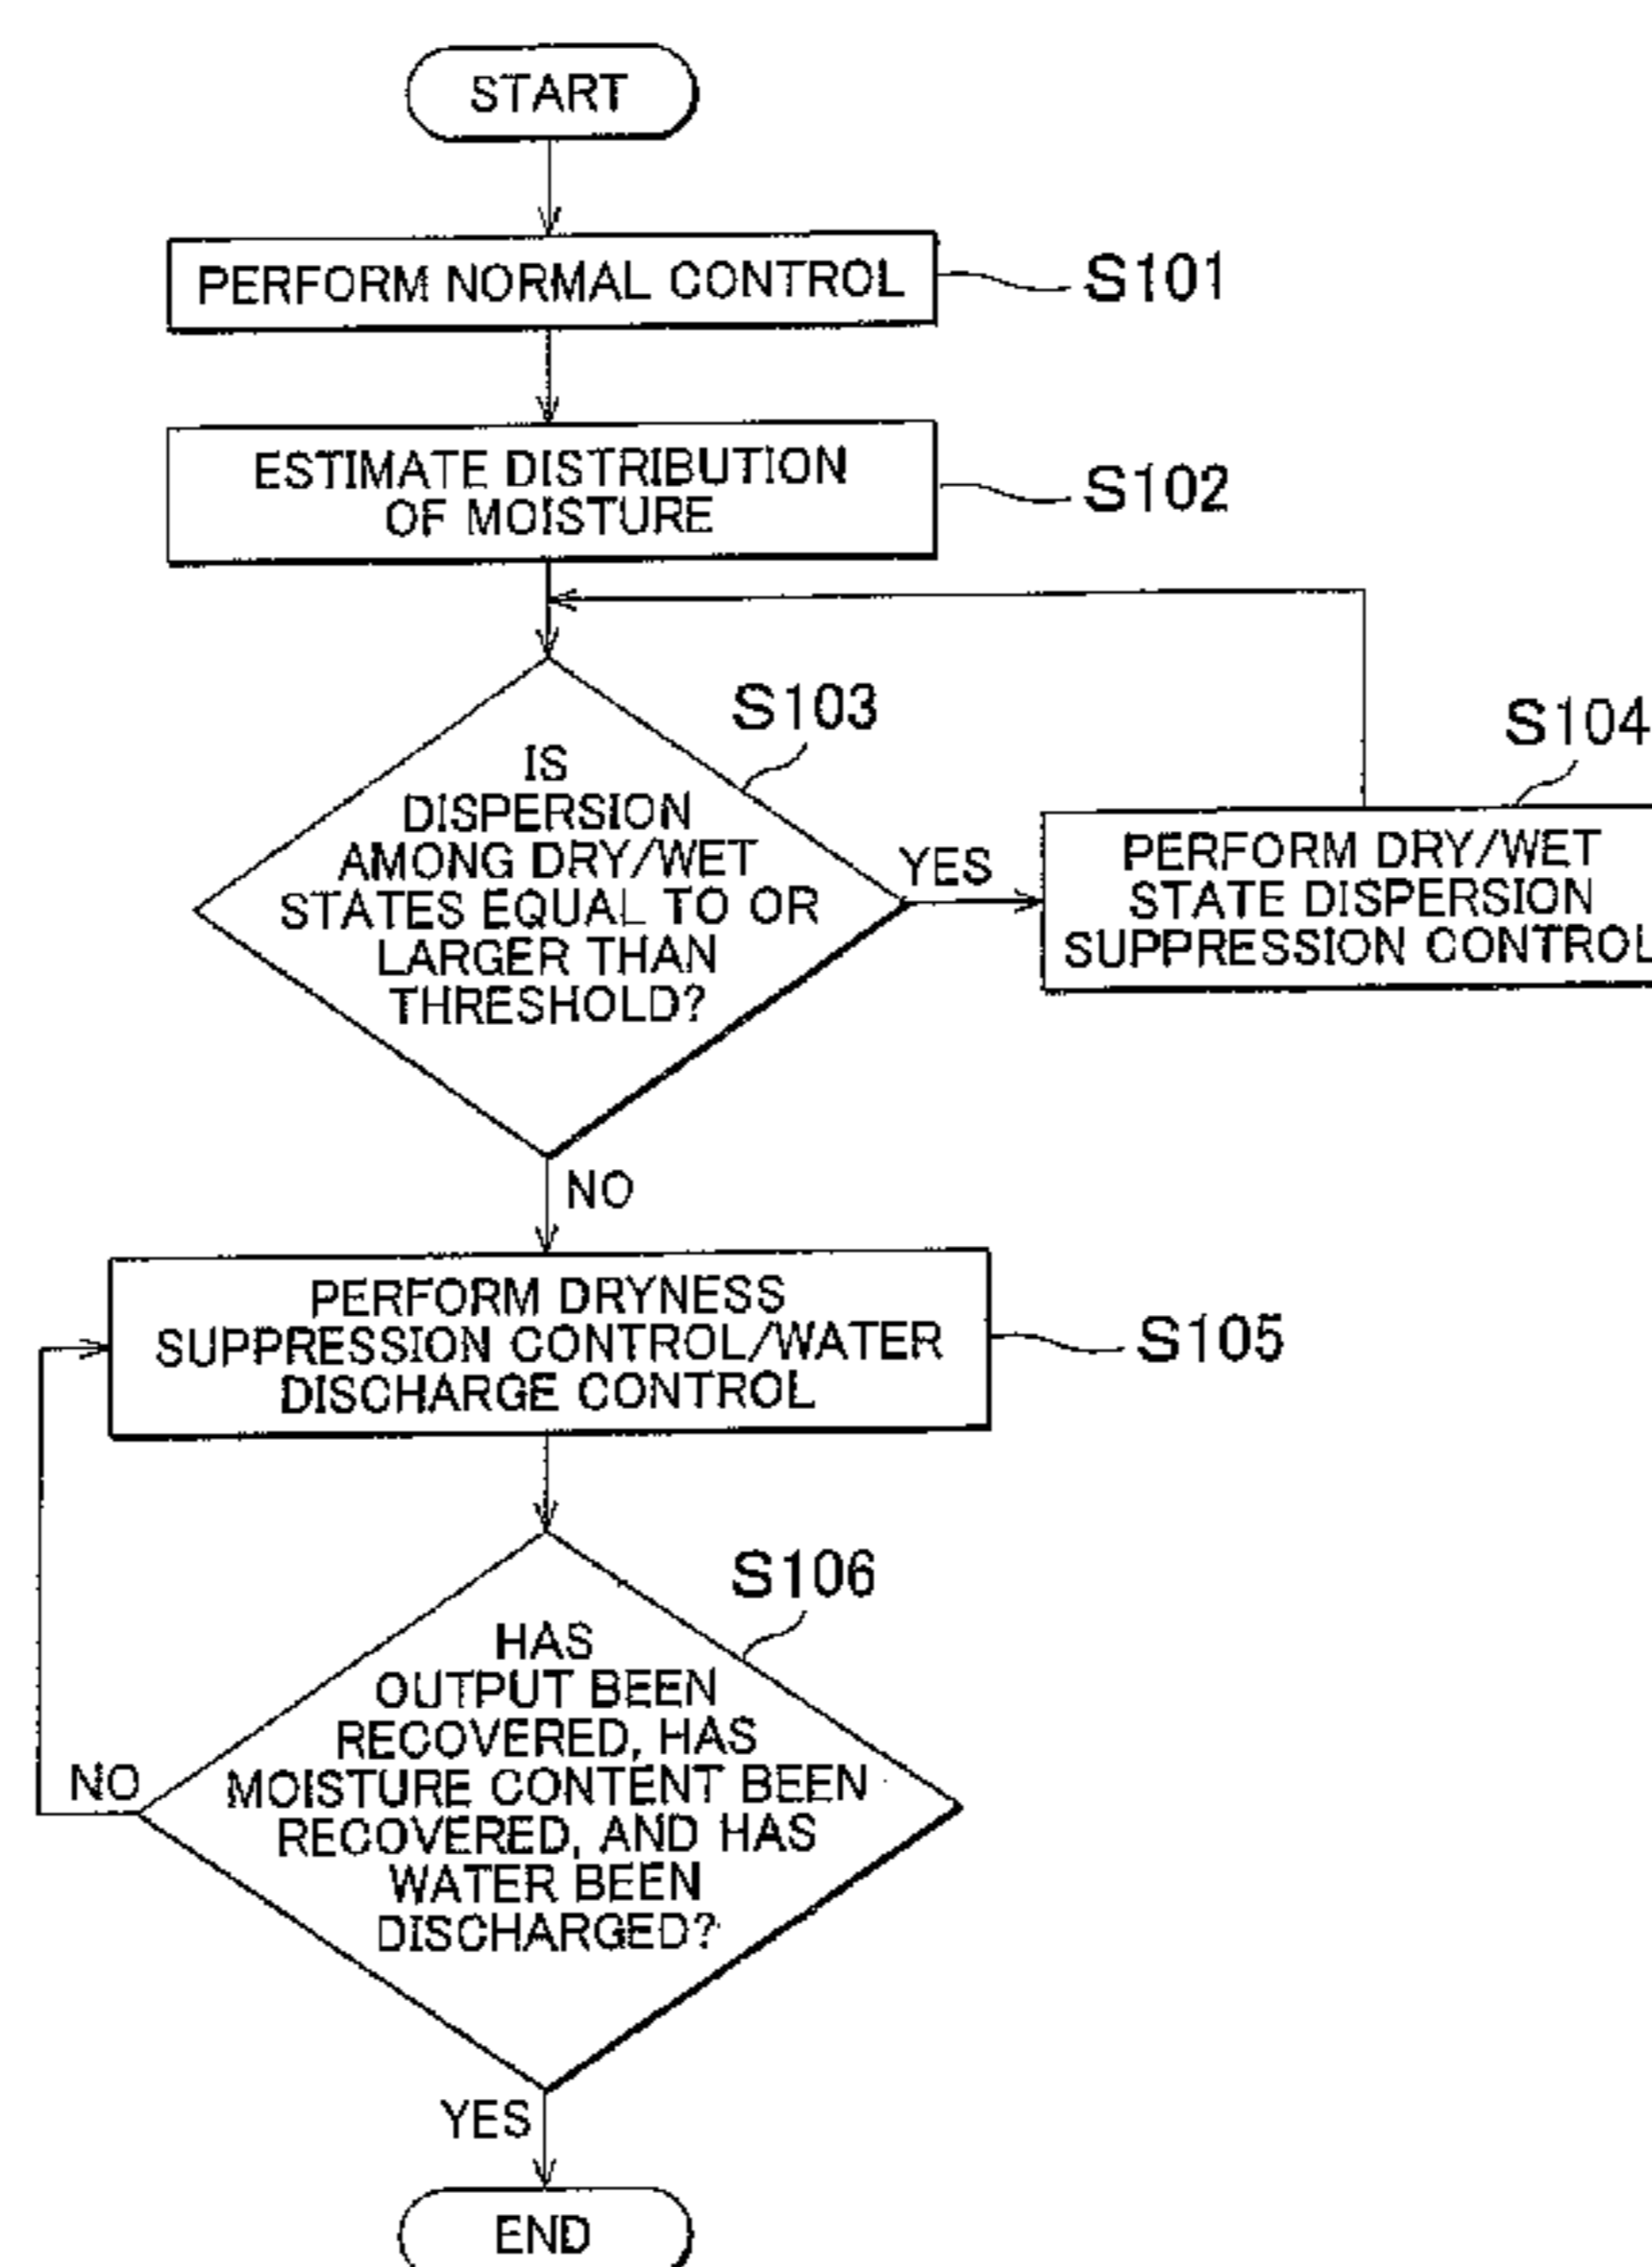 START
PERFORM NORMAL CONTROL
S101
ESTIMATE DISTRIBUTION
OF MOISTURE
S102
S103
IS
DISPERSION
AMONG DRY/WET
STATES EQUAL TO OR
LARGER THAN
THRESHOLD?
YES
S104
PERFORM DRY/WET
STATE DISPERSION
SUPPRESSION CONTROL
NO
PERFORM DRYNESS
SUPPRESSION CONTROL/WATER
DISCHARGE CONTROL
S105
S106
HAS
OUTPUT BEEN
RECOVERED, HAS
MOISTURE CONTENT BEEN
RECOVERED, AND HAS
WATER BEEN
DISCHARGED?
NO
YES
END